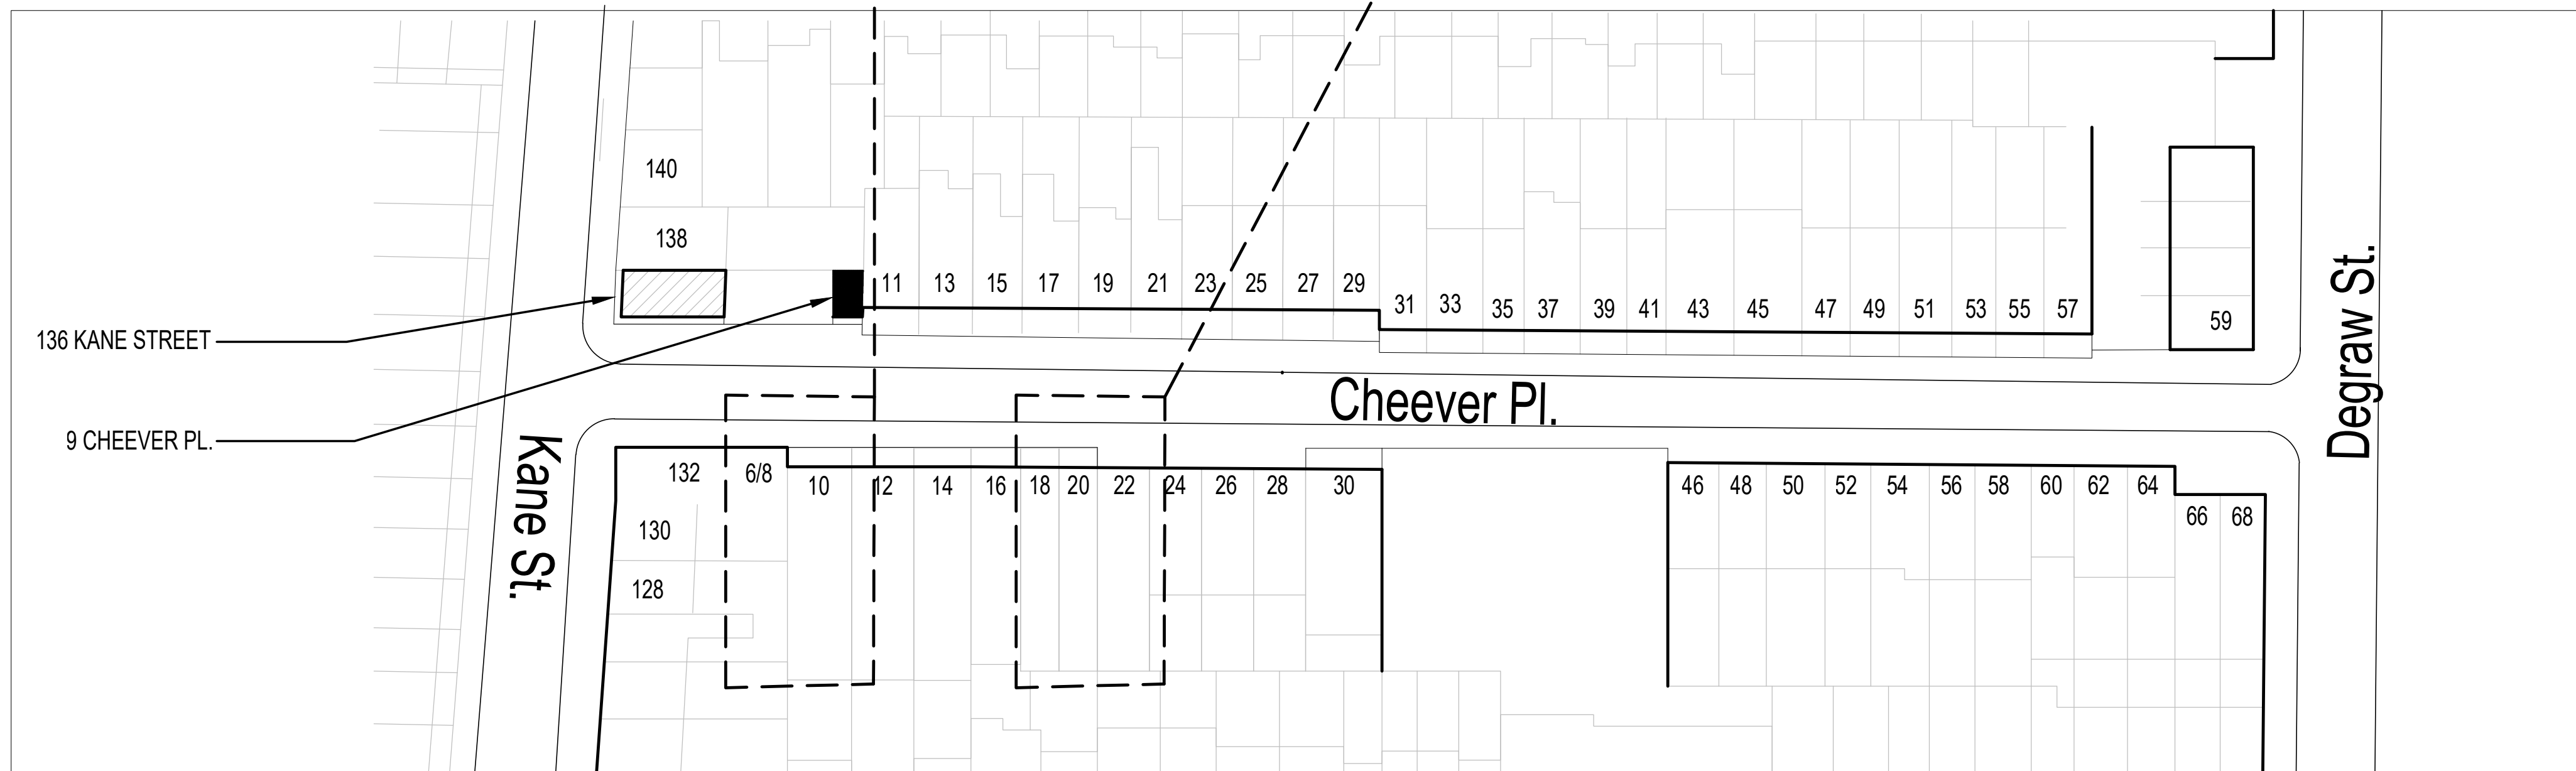 140
138
136 KANE STREET
9 CHEEVER PL.
11 13 15 17 19 21 23 25 27 29 31 33 35 37 39 41 43 45 47 49 51 53 55 57 59
Cheever Pl.
Degraw St.
Kane St.
132 6/8 10 12 14 16 18 20 22 24 26 28 30 46 48 50 52 54 56 58 60 62 64 66 68
130
128